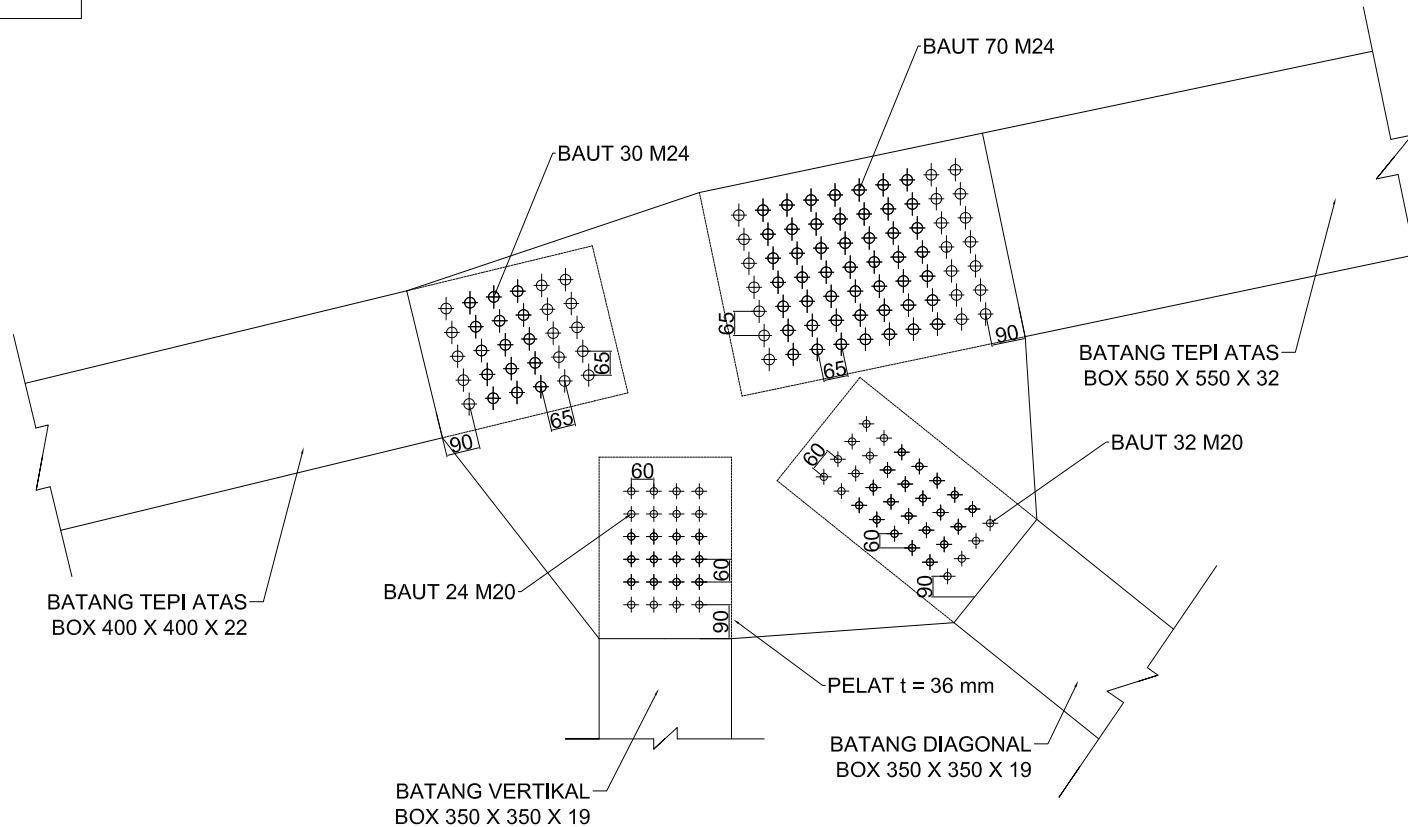 BAUT 70 M24
BAUT 30 M24
65
65
90
65
65
90
BATANG TEPI ATAS
BOX 550 X 550 X 32
BAUT 32 M20
60
60
60
60
90
90
BAUT 24 M20
BATANG TEPI ATAS
BOX 400 X 400 X 22
PELAT t = 36 mm
BATANG DIAGONAL
BOX 350 X 350 X 19
BATANG VERTIKAL
BOX 350 X 350 X 19